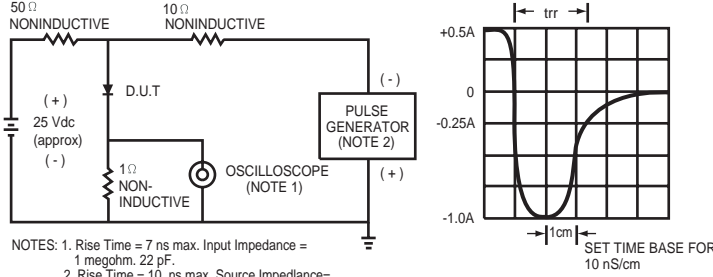 50 Ω
NONINDUCTIVE
10 Ω
NONINDUCTIVE
(+)
25 Vdc
(approx)
(-)
D.U.T
1 Ω
NON-
INDUCTIVE
OSCILLOSCOPE
(NOTE 1)
(-)
PULSE
GENERATOR
(NOTE 2)
(+)
trr
+0.5A
0
-0.25A
-1.0A
1cm
SET TIME BASE FOR
10 nS/cm
NOTES: 1. Rise Time = 7 ns max. Input Impedance =
1 megohm. 22 pF.
2. Rise Time = 10 ns max. Source Impedlance=